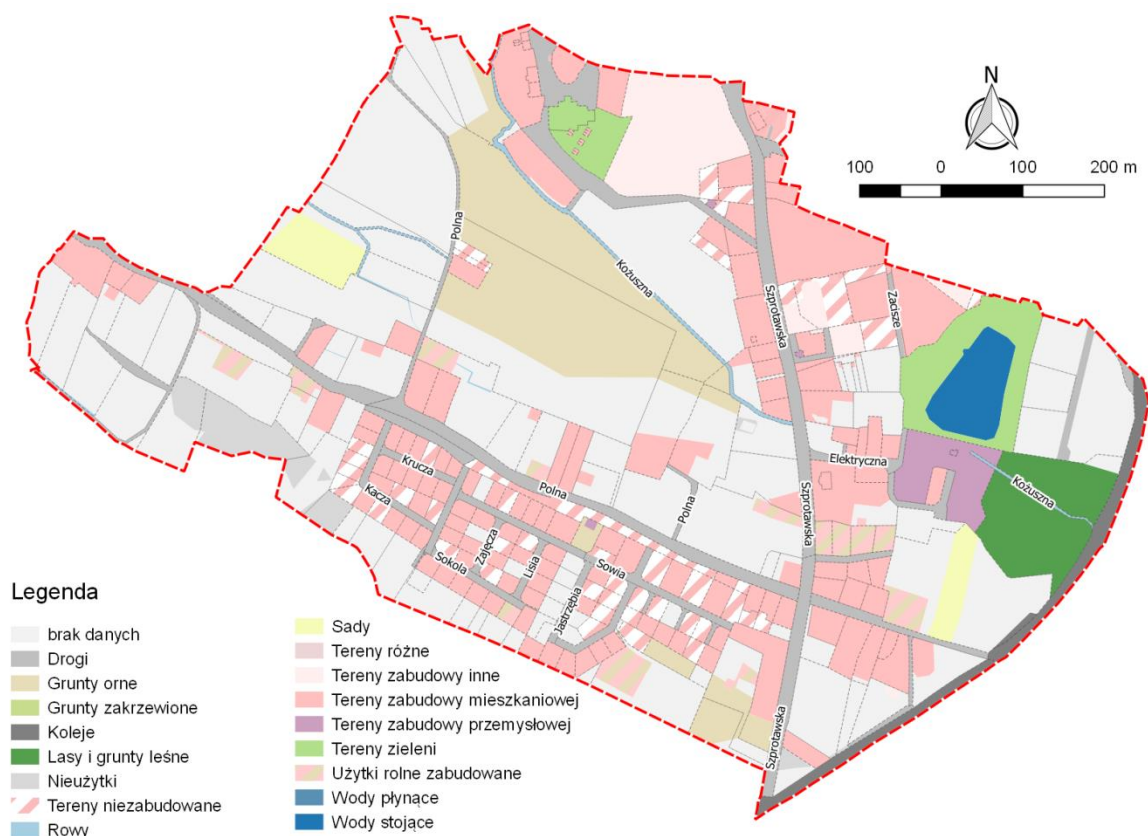 N
100 0 100 200 m
Polna
Kożuszna
Szprotawska
Zacisze
Elektryczna
Kożuszna
Krucza
Kacza
Polna
Polna
Szprotawska
Zajęcza
Lisia
Sowia
Sokola
Jastrzębia
Szprotawska
Legenda
brak danych
Drogi
Grunty orne
Grunty zakrzewione
Koleje
Lasy i grunty leśne
Nieużytki
Tereny niezabudowane
Rowy
Sady
Tereny różne
Tereny zabudowy inne
Tereny zabudowy mieszkaniowej
Tereny zabudowy przemysłowej
Tereny zieleni
Użytki rolne zabudowane
Wody płynące
Wody stojące